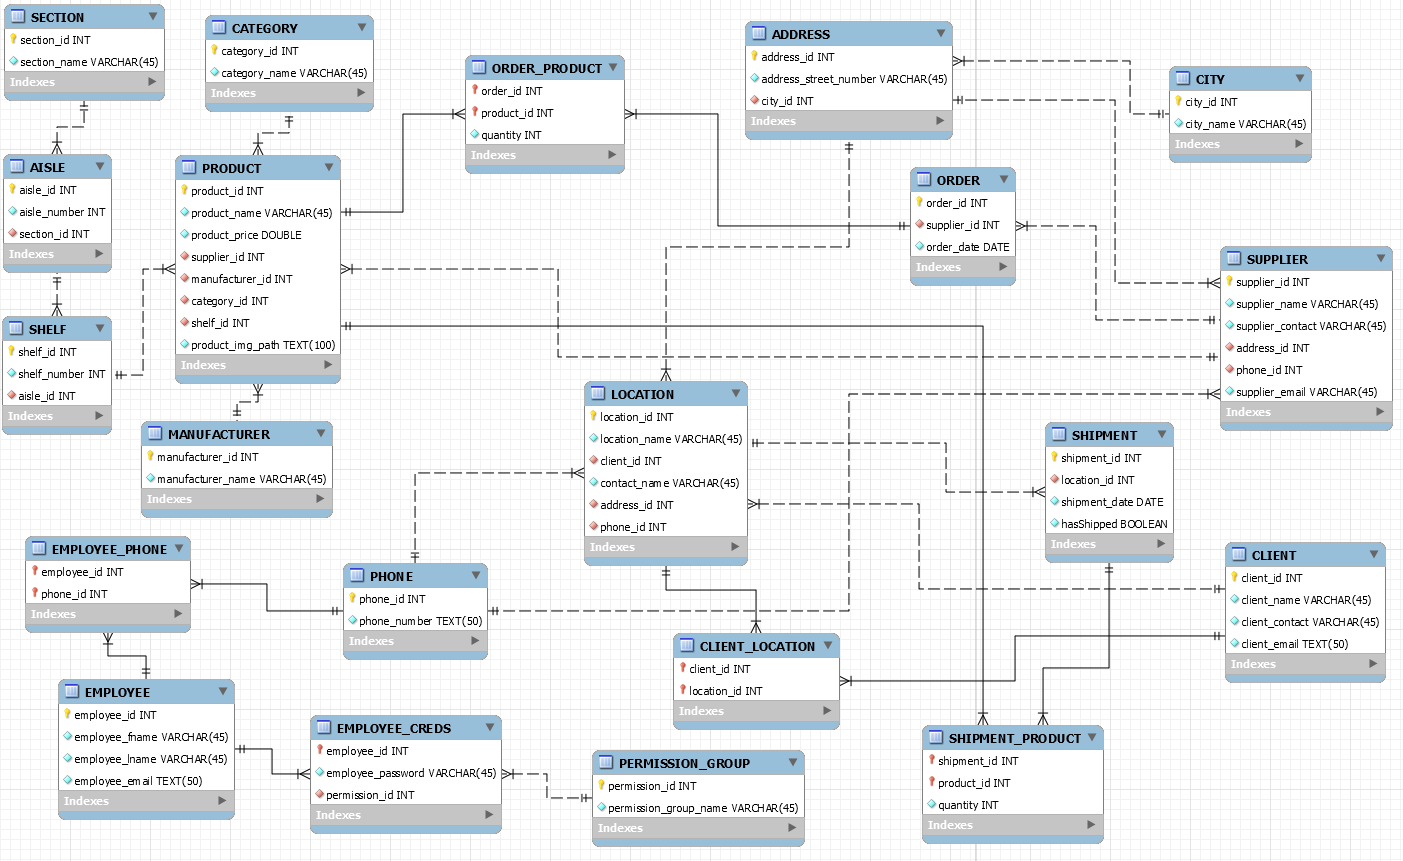 SECTION
section_id INT
section_name VARCHAR(45)
Indexes
CATEGORY
category_id INT
category_name VARCHAR(45)
Indexes
ORDER_PRODUCT
order_id INT
product_id INT
quantity INT
Indexes
ADDRESS
address_id INT
address_street_number VARCHAR(45)
city_id INT
Indexes
CITY
city_id INT
city_name VARCHAR(45)
Indexes
AISLE
aisle_id INT
aisle_number INT
section_id INT
Indexes
PRODUCT
product_id INT
product_name VARCHAR(45)
product_price DOUBLE
supplier_id INT
manufacturer_id INT
category_id INT
shelf_id INT
product_img_path TEXT(100)
Indexes
ORDER
order_id INT
supplier_id INT
order_date DATE
Indexes
SUPPLIER
supplier_id INT
supplier_name VARCHAR(45)
supplier_contact VARCHAR(45)
address_id INT
phone_id INT
supplier_email VARCHAR(45)
Indexes
SHELF
shelf_id INT
shelf_number INT
aisle_id INT
Indexes
MANUFACTURER
manufacturer_id INT
manufacturer_name VARCHAR(45)
Indexes
LOCATION
location_id INT
location_name VARCHAR(45)
client_id INT
contact_name VARCHAR(45)
address_id INT
phone_id INT
Indexes
SHIPMENT
shipment_id INT
location_id INT
shipment_date DATE
hasShipped BOOLEAN
Indexes
EMPLOYEE_PHONE
employee_id INT
phone_id INT
Indexes
PHONE
phone_id INT
phone_number TEXT(50)
Indexes
CLIENT
client_id INT
client_name VARCHAR(45)
client_contact VARCHAR(45)
client_email TEXT(50)
Indexes
CLIENT_LOCATION
client_id INT
location_id INT
Indexes
EMPLOYEE
employee_id INT
employee_fname VARCHAR(45)
employee_lname VARCHAR(45)
employee_email TEXT(50)
Indexes
EMPLOYEE_CREDS
employee_id INT
employee_password VARCHAR(45)
permission_id INT
Indexes
PERMISSION_GROUP
permission_id INT
permission_group_name VARCHAR(45)
Indexes
SHIPMENT_PRODUCT
shipment_id INT
product_id INT
quantity INT
Indexes